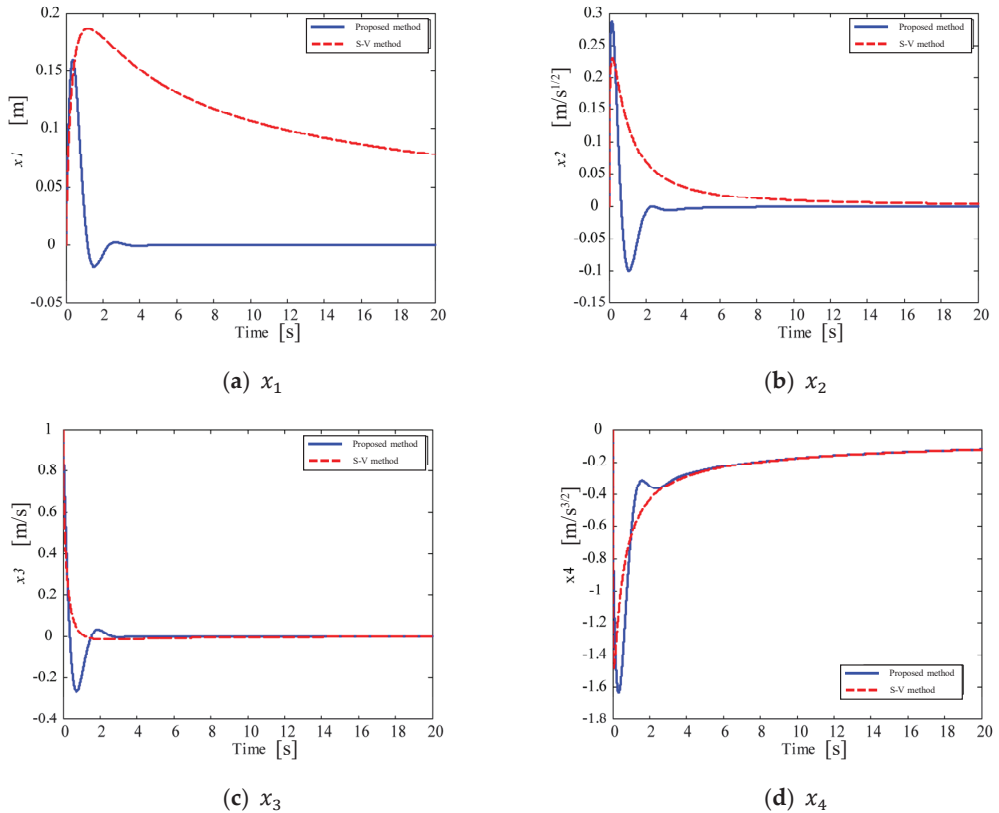 0.2
0.15
0.1
0.05
0
-0.05
x1 [m]
0 2 4 6 8 10 12 14 16 18 20
Time [s]
Proposed method
S-V method
(a) x₁
0.3
0.25
0.2
0.15
0.1
0.05
0
-0.05
-0.1
0.15
x2 [m/s^1/2]
0 2 4 6 8 10 12 14 16 18 20
Time [s]
Proposed method
S-V method
(b) x₂
1
0.8
0.6
0.4
0.2
0
-0.2
-0.4
x3 [m/s]
0 2 4 6 8 10 12 14 16 18 20
Time [s]
Proposed method
S-V method
(c) x₃
0
-0.2
-0.4
-0.6
-0.8
-1
-1.2
-1.4
-1.6
-1.8
x4 [m/s^3/2]
0 2 4 6 8 10 12 14 16 18 20
Time [s]
Proposed method
S-V method
(d) x₄